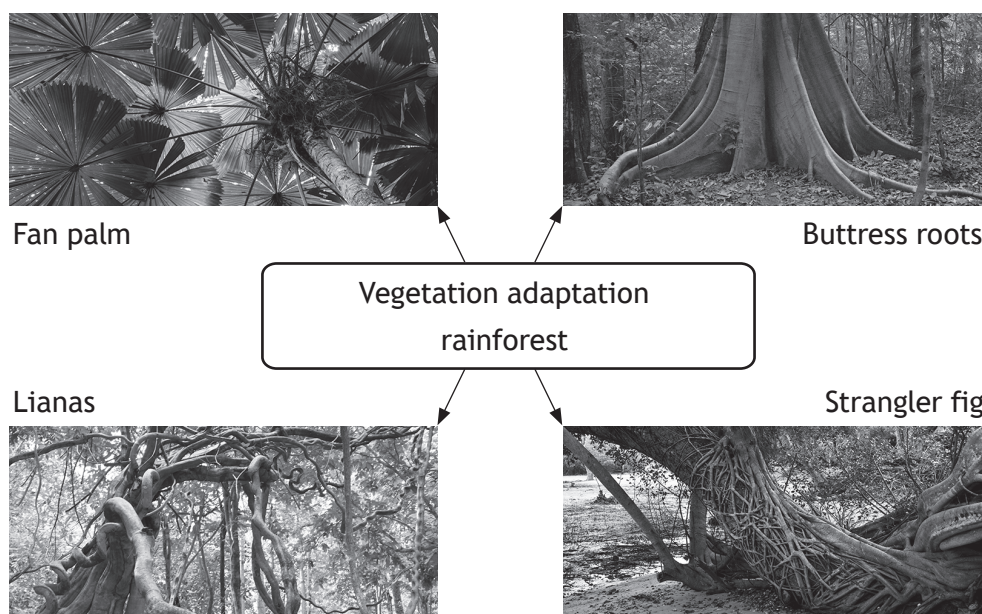 Fan palm
Buttress roots
Vegetation adaptation
rainforest
Lianas
Strangler fig